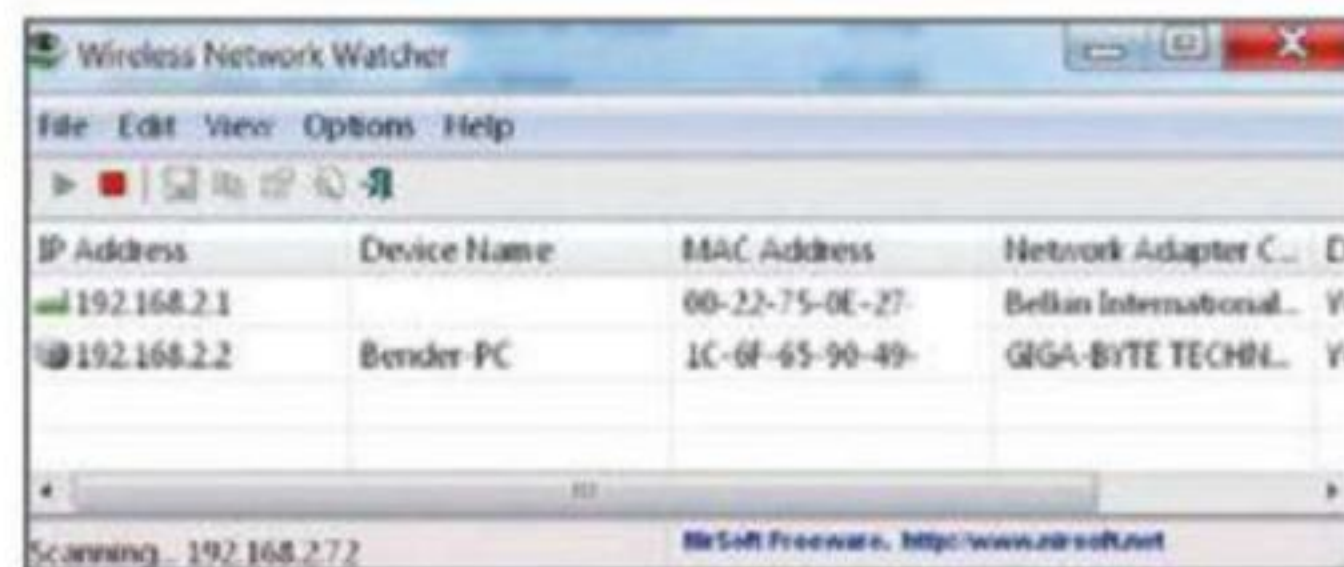 Wireless Network Watcher
File Edit View Options Help
IP Address Device Name MAC Address Network Adapter C...
192.168.2.1 00-22-75-0E-27- Belkin International...
192.168.2.2 Bender-PC 1C-6F-65-90-49- GIGA-BYTE TECHN...
Scanning... 192.168.2.72 NirSoft Freeware. http:/www.nirsoft.net